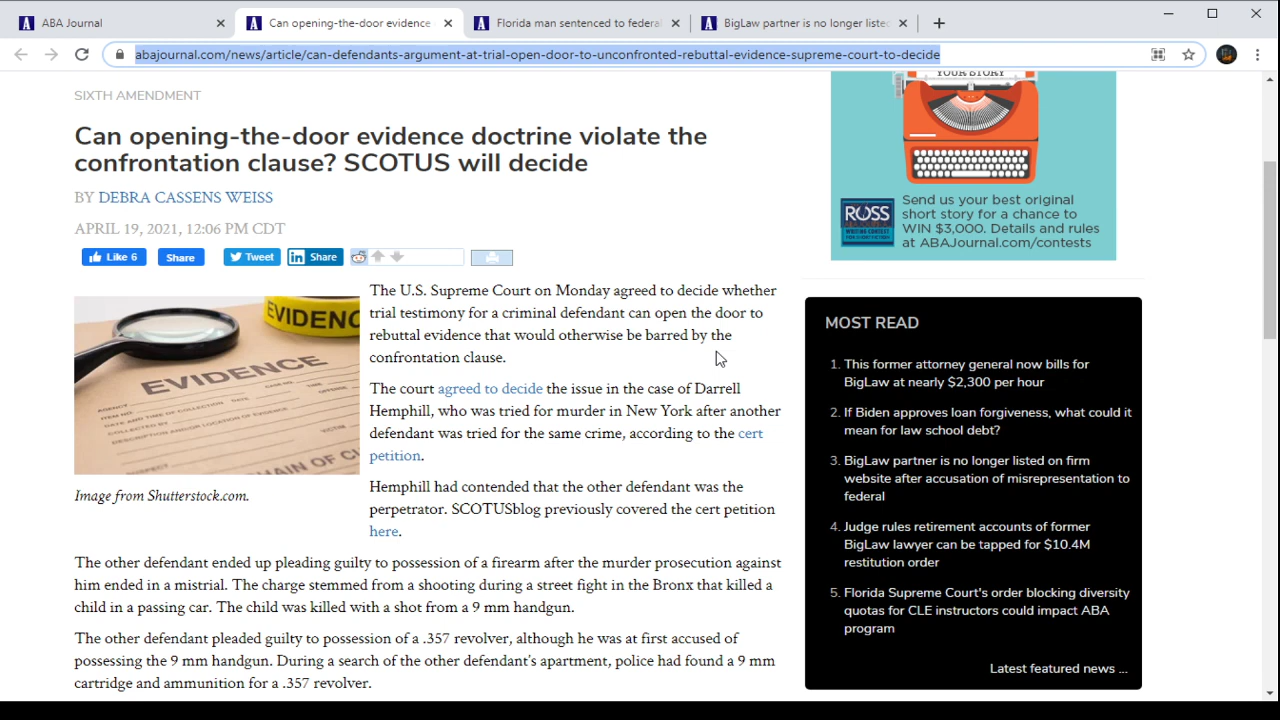 ABA Journal
Can opening-the-door evidence
Florida man sentenced to federal
BigLaw partner is no longer listed
abajournal.com/news/article/can-defendants-argument-at-trial-open-door-to-unconfronted-rebuttal-evidence-supreme-court-to-decide
SIXTH AMENDMENT
Can opening-the-door evidence doctrine violate the
confrontation clause? SCOTUS will decide
BY DEBRA CASSENS WEISS
APRIL 19, 2021, 12:06 PM CDT
Like 6
Share
Tweet
in Share
EVIDENC
EVIDENCE
CHAIN OF
Image from Shutterstock.com.
The U.S. Supreme Court on Monday agreed to decide whether
trial testimony for a criminal defendant can open the door to
rebuttal evidence that would otherwise be barred by the
confrontation clause.
The court agreed to decide the issue in the case of Darrell
Hemphill, who was tried for murder in New York after another
defendant was tried for the same crime, according to the cert
petition.
Hemphill had contended that the other defendant was the
perpetrator. SCOTUSblog previously covered the cert petition
here.
The other defendant ended up pleading guilty to possession of a firearm after the murder prosecution against
him ended in a mistrial. The charge stemmed from a shooting during a street fight in the Bronx that killed a
child in a passing car. The child was killed with a shot from a 9 mm handgun.
The other defendant pleaded guilty to possession of a .357 revolver, although he was at first accused of
possessing the 9 mm handgun. During a search of the other defendant's apartment, police had found a 9 mm
cartridge and ammunition for a .357 revolver.
YOUR STORY
ROSS
Send us your best original
short story for a chance to
WIN $3,000. Details and rules
at ABAJournal.com/contests
MOST READ
1. This former attorney general now bills for
BigLaw at nearly $2,300 per hour
2. If Biden approves loan forgiveness, what could it
mean for law school debt?
3. BigLaw partner is no longer listed on firm
website after accusation of misrepresentation to
federal
4. Judge rules retirement accounts of former
BigLaw lawyer can be tapped for $10.4M
restitution order
5. Florida Supreme Court's order blocking diversity
quotas for CLE instructors could impact ABA
program
Latest featured news ...